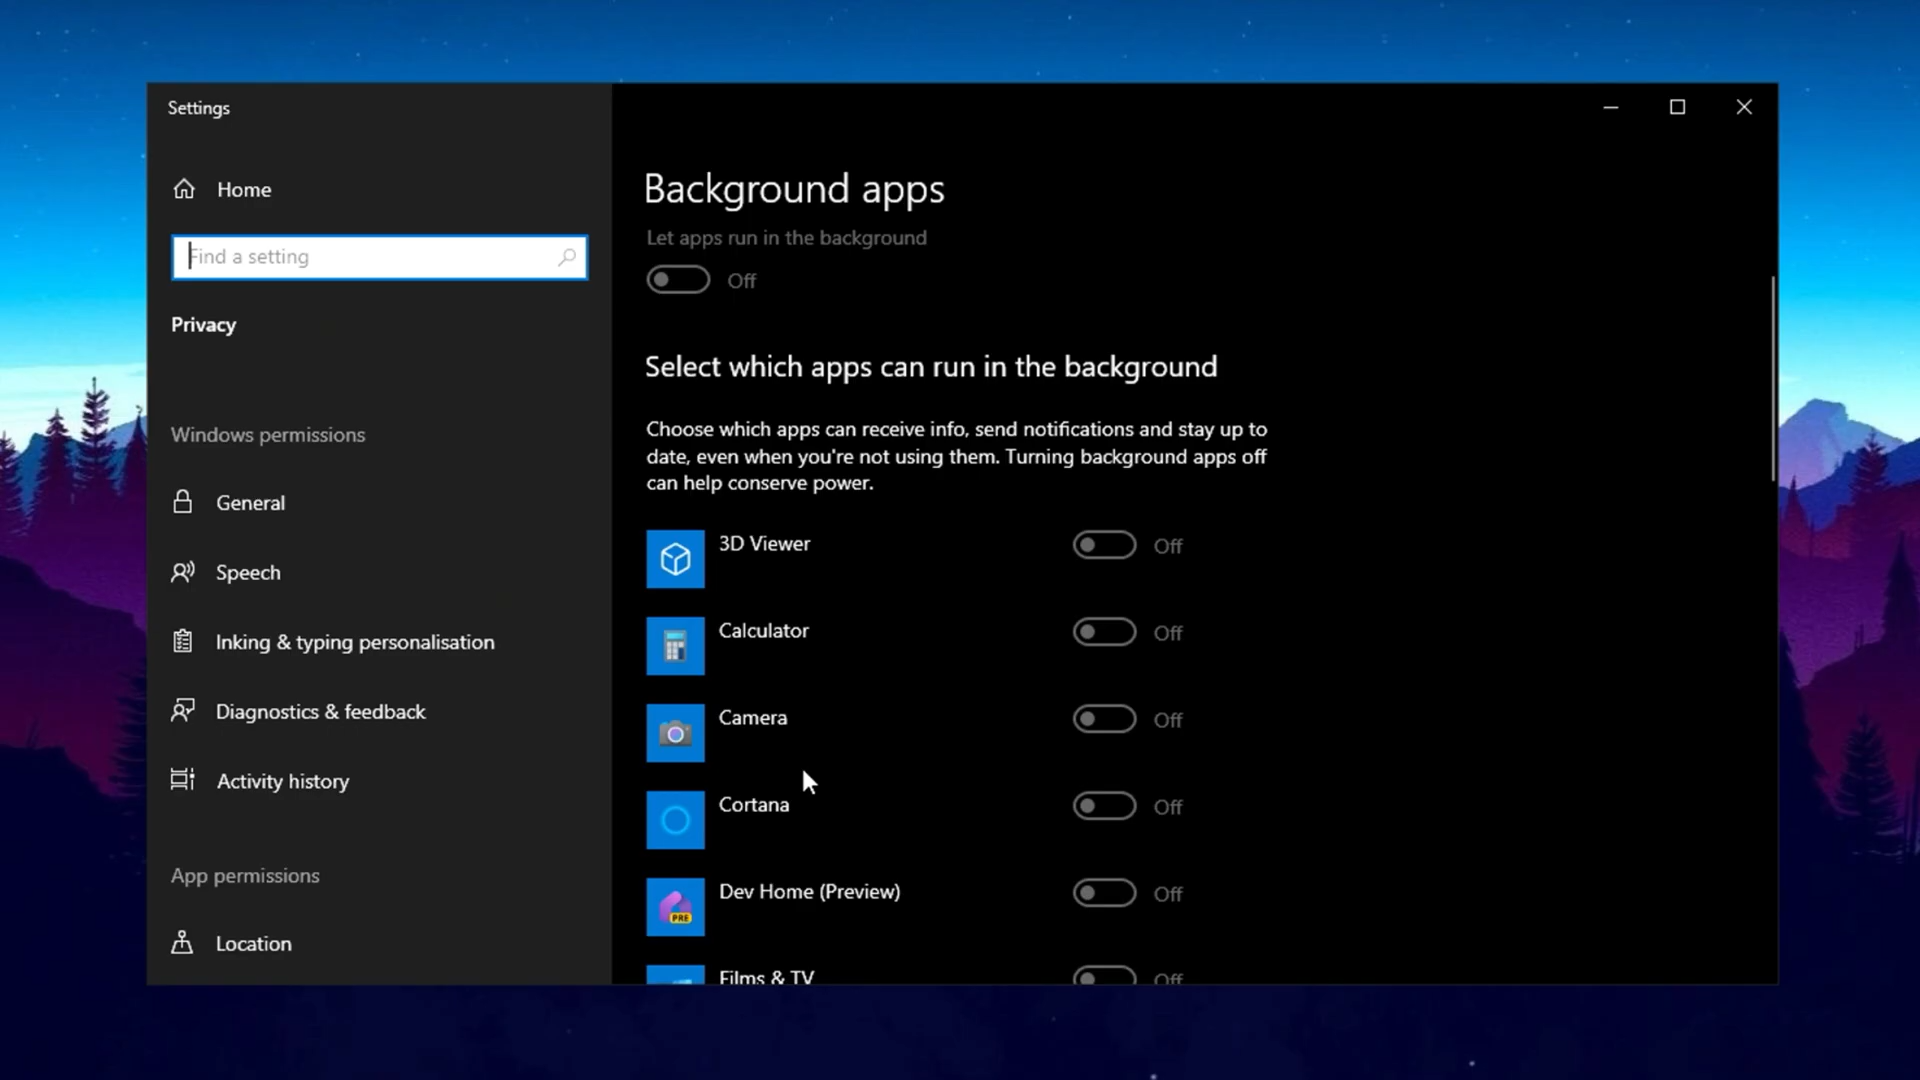 Settings
Home
Find a setting
Privacy
Windows permissions
General
Speech
Inking & typing personalisation
Diagnostics & feedback
Activity history
App permissions
Location
Background apps
Let apps run in the background
Off
Select which apps can run in the background
Choose which apps can receive info, send notifications and stay up to
date, even when you're not using them. Turning background apps off
can help conserve power.
3D Viewer Off
Calculator Off
Camera Off
Cortana Off
PRE Dev Home (Preview) Off
Films & TV Off